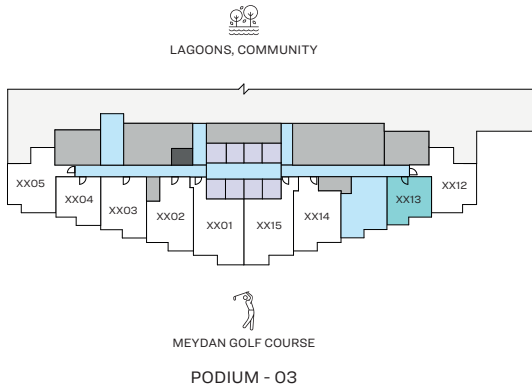 LAGOONS, COMMUNITY
XX05
XX04
XX03
XX02
XX01
XX15
XX14
XX13
XX12
MEYDAN GOLF COURSE
PODIUM - 03